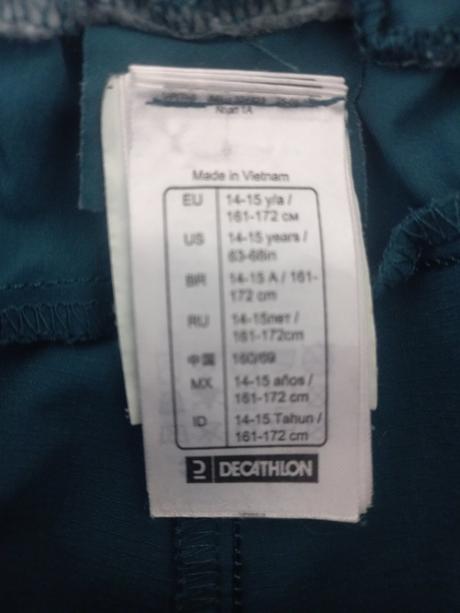 Made in Vietnam
EU 14-15 y/a /
161-172 см
US 14-15 years /
63-68in
BR 14-15 A / 161-
172 cm
RU 14-15лет /
161-172cm
中国 160/69
MX 14-15 años /
161-172 cm
ID 14-15 Tahun /
161-172 cm
DECATHLON